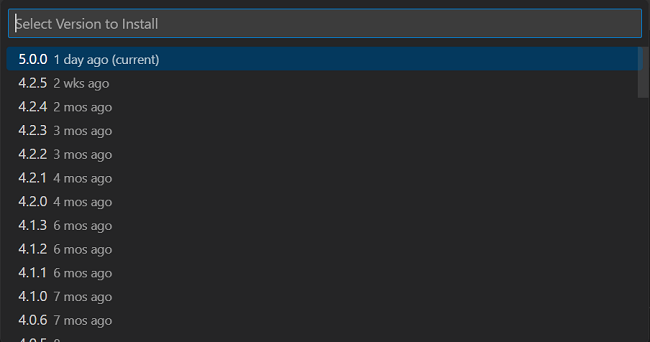 Select Version to Install
5.0.0 1 day ago (current)
4.2.5 2 wks ago
4.2.4 2 mos ago
4.2.3 3 mos ago
4.2.2 3 mos ago
4.2.1 4 mos ago
4.2.0 4 mos ago
4.1.3 6 mos ago
4.1.2 6 mos ago
4.1.1 6 mos ago
4.1.0 7 mos ago
4.0.6 7 mos ago